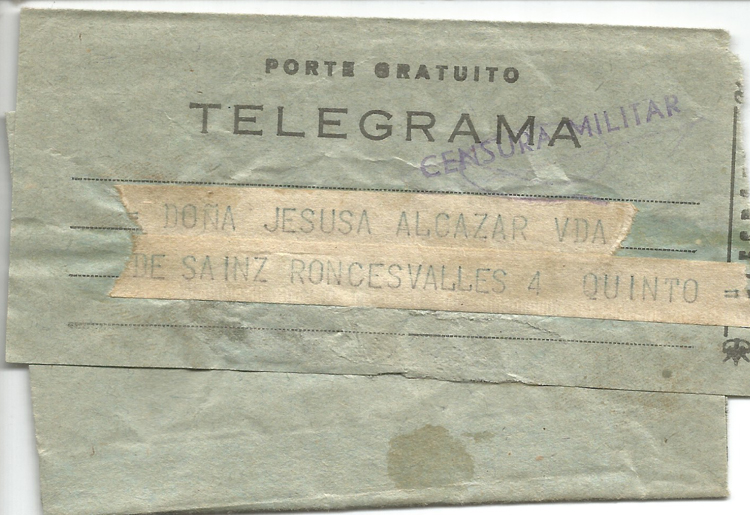 PORTE GRATUITO
TELEGRAMA
CENSURA MILITAR
DOÑA JESUSA ALCAZAR VDA
DE SAINZ RONCESVALLES 4 QUINTO